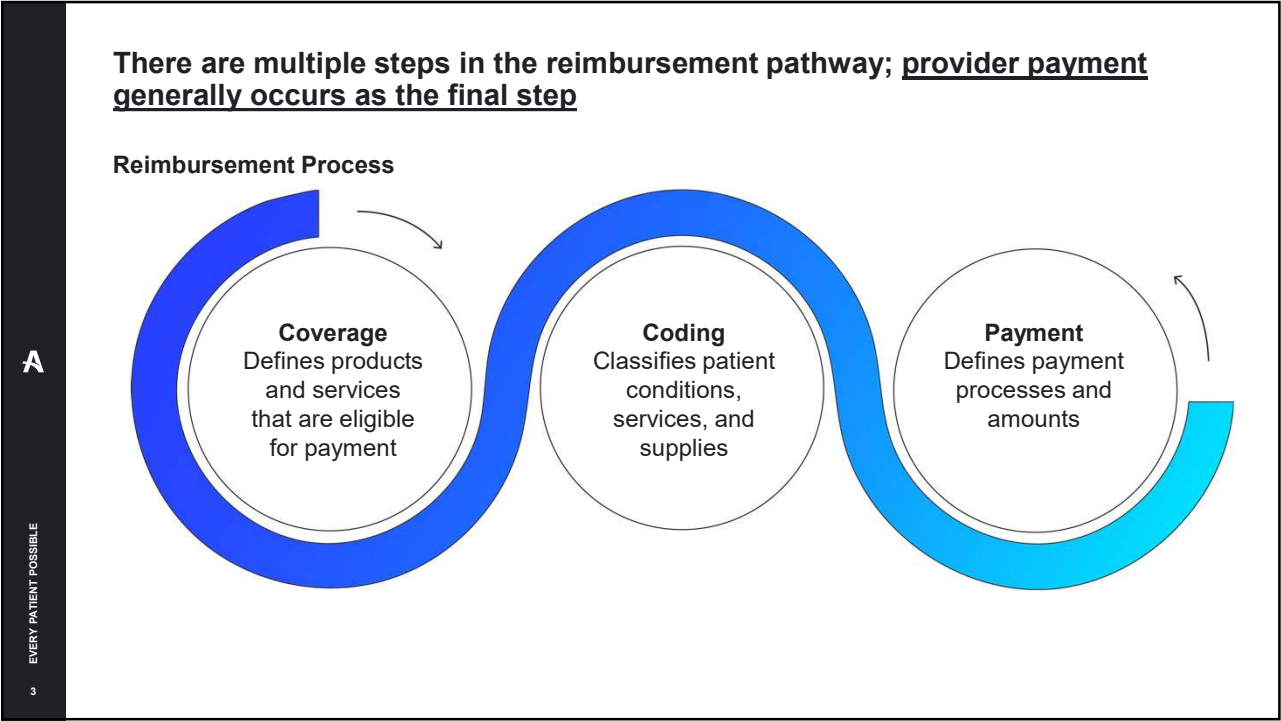 There are multiple steps in the reimbursement pathway; provider payment
generally occurs as the final step
Reimbursement Process
Coverage
Defines products
and services
that are eligible
for payment
Coding
Classifies patient
conditions,
services, and
supplies
Payment
Defines payment
processes and
amounts
EVERY PATIENT POSSIBLE
3